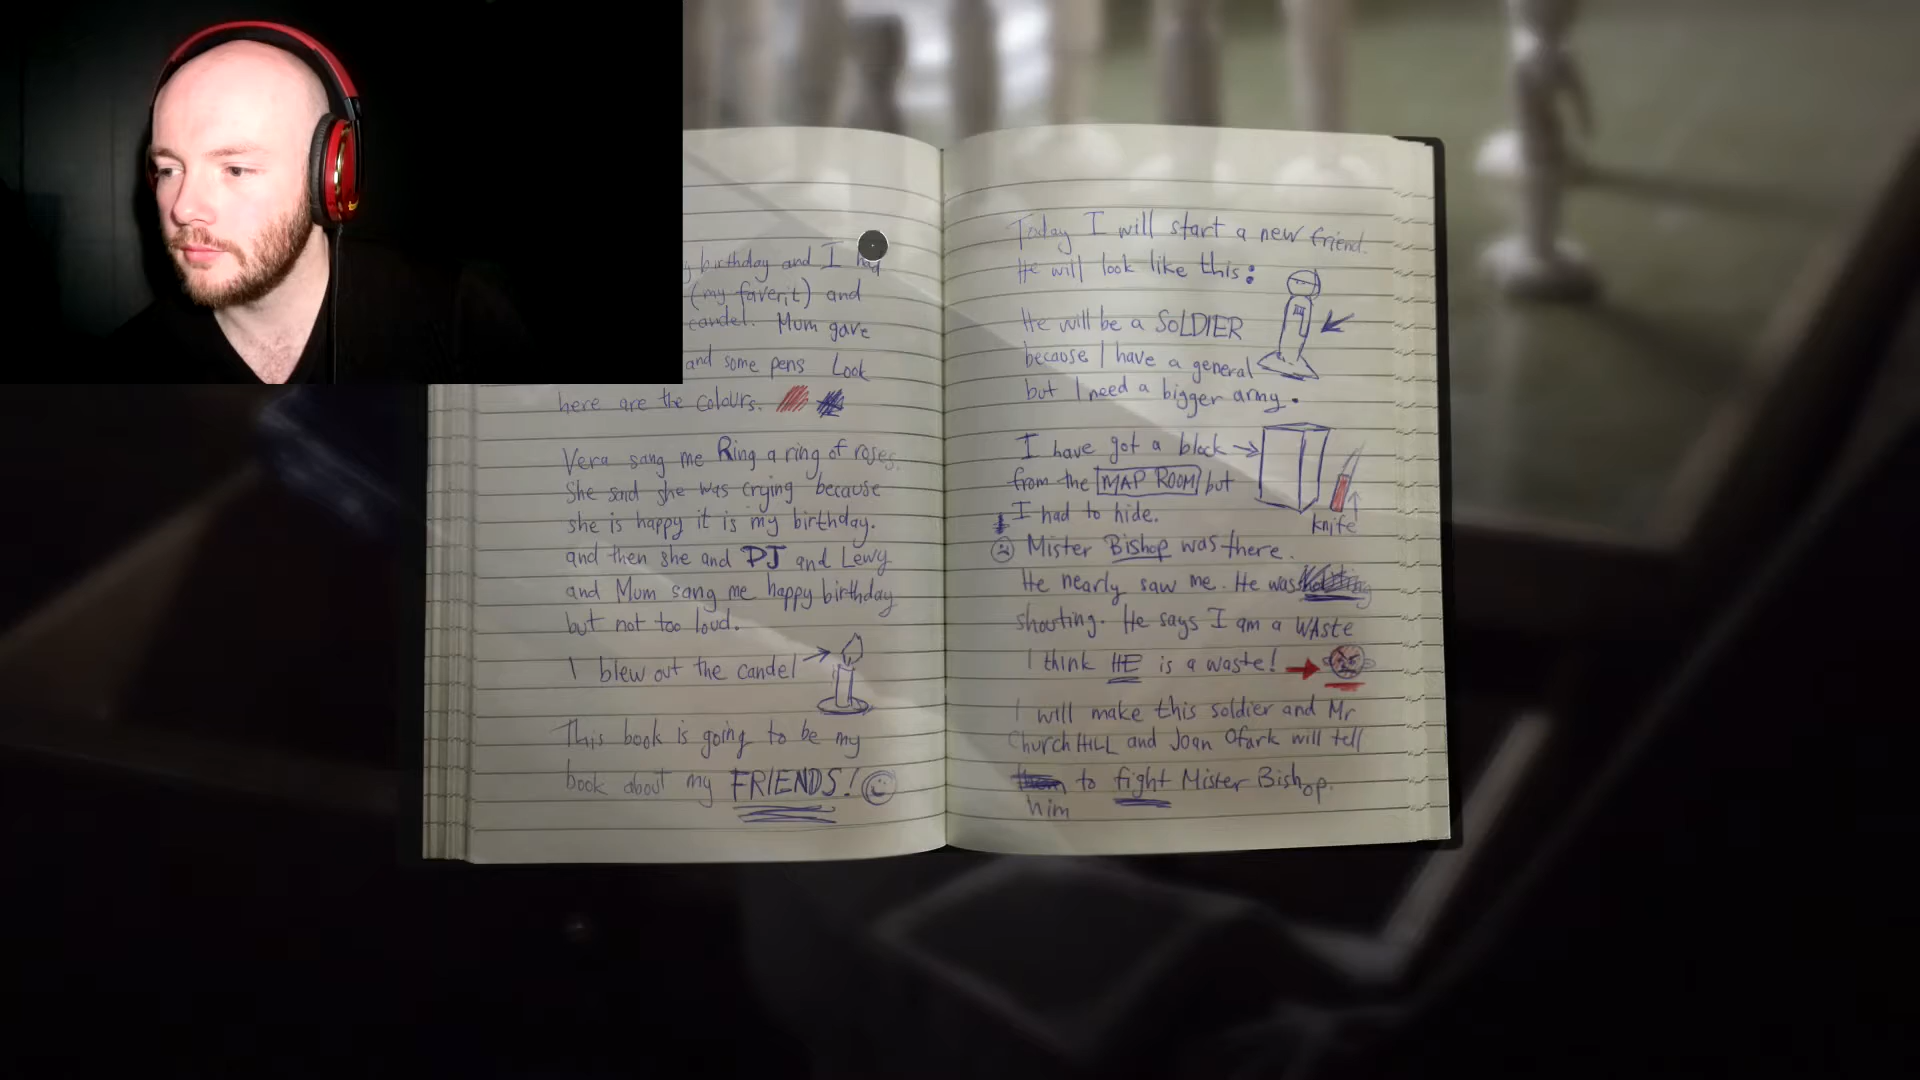 birthday and I had
(my faverit) and
candel. Mum gave
and some pens Look
here are the colours.
Vera sang me Ring a ring of roses.
She said she was crying because
she is happy it is my birthday.
and then she and DJ and Lewy
and Mum sang me happy birthday
but not too loud.
I blew out the candel
This book is going to be my
book about my FRIENDS!
Today I will start a new friend.
He will look like this:
He will be a SOLDIER
because I have a general
but I need a bigger army.
I have got a block
from the MAP ROOM but
I had to hide.
knife
Mister Bishop was there.
He nearly saw me. He was
shouting. He says I am a WASte
I think HE is a waste!
I will make this soldier and Mr
ChurchHILL and Joan Ofark will tell
to fight Mister Bishop.
him